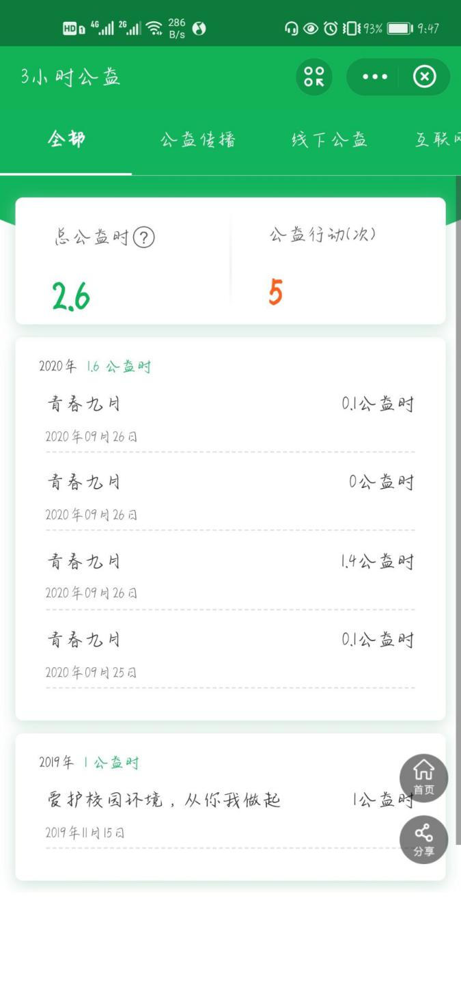 HD 1 4G 2G 286 B/s 93% 9:47
3小时公益
全部 公益传播 线下公益 互联
总公益时? 公益行动(次)
2.6 5
2020年 1.6 公益时
青春九月 0.1公益时
2020年09月26日
青春九月 0公益时
2020年09月26日
青春九月 1.4公益时
2020年09月26日
青春九月 0.1公益时
2020年09月25日
2019年 1 公益时
爱护校园环境，从你我做起 1公益时
2019年11月15日
首页
分享